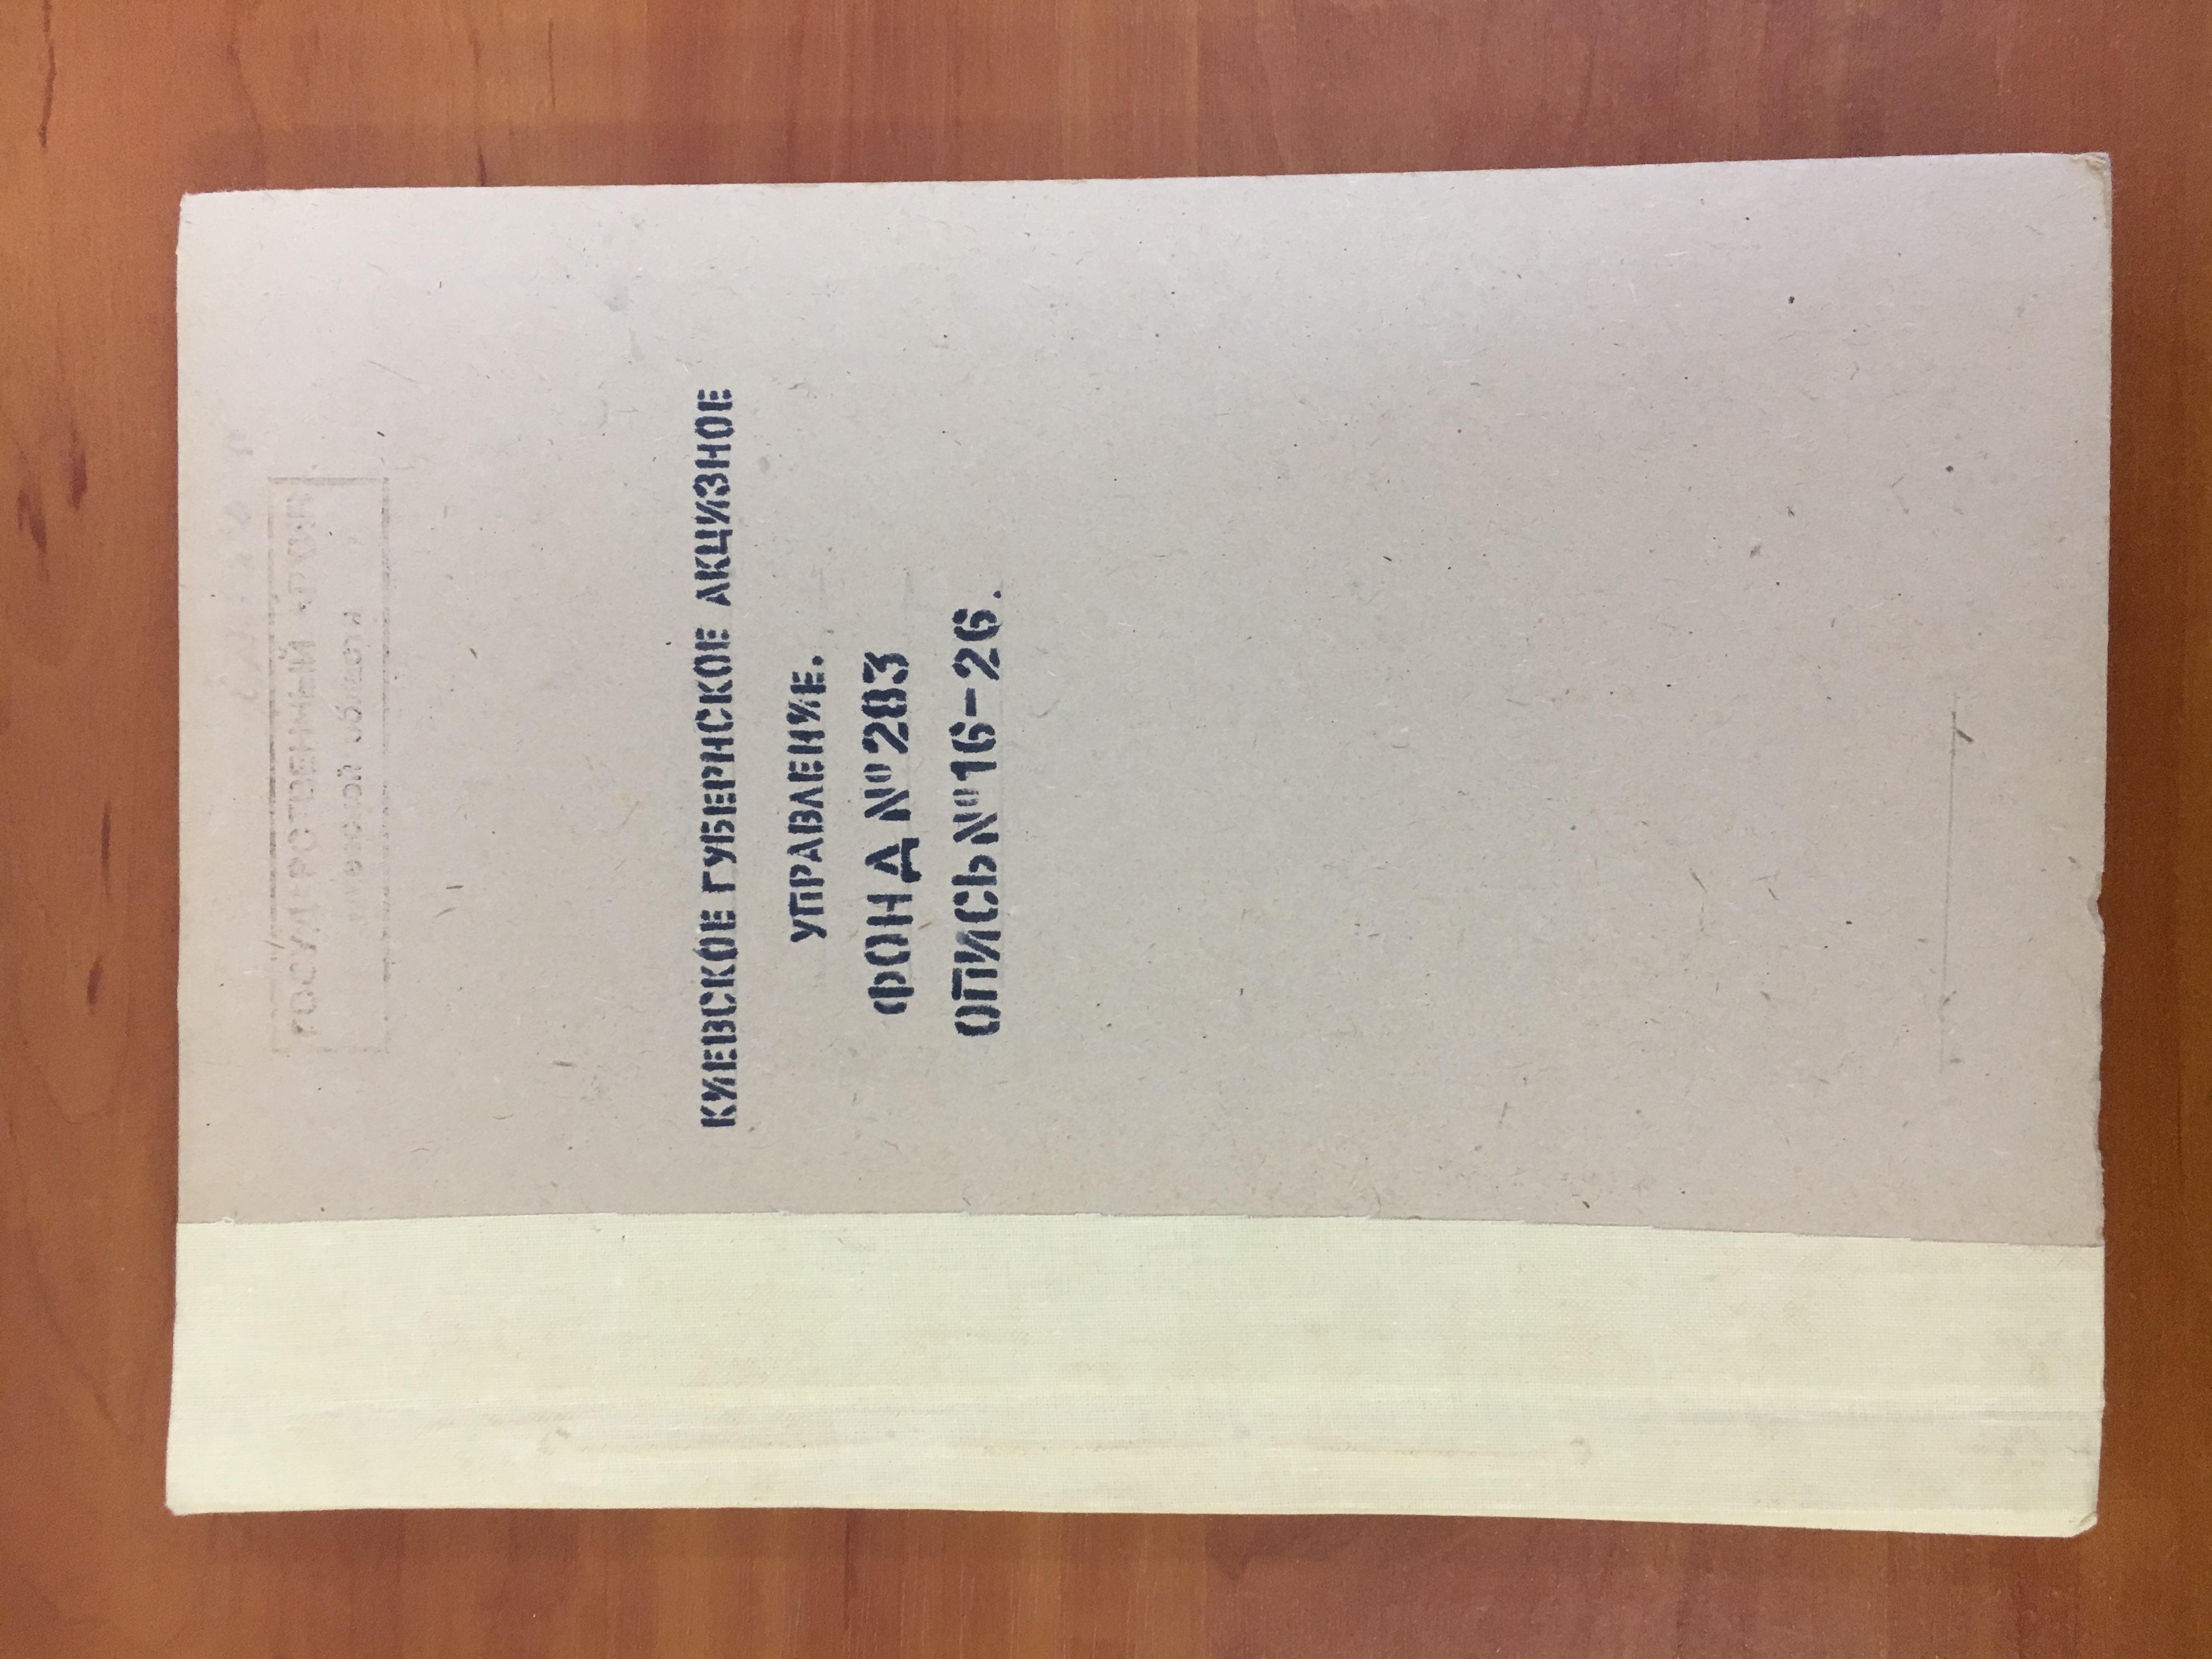 КИЕВСКОЕ ГУБЕРНСКОЕ АКЦИЗНОЕ
УПРАВЛЕНИЕ.
ФОНД №283
ОПИСЬ №16-26.